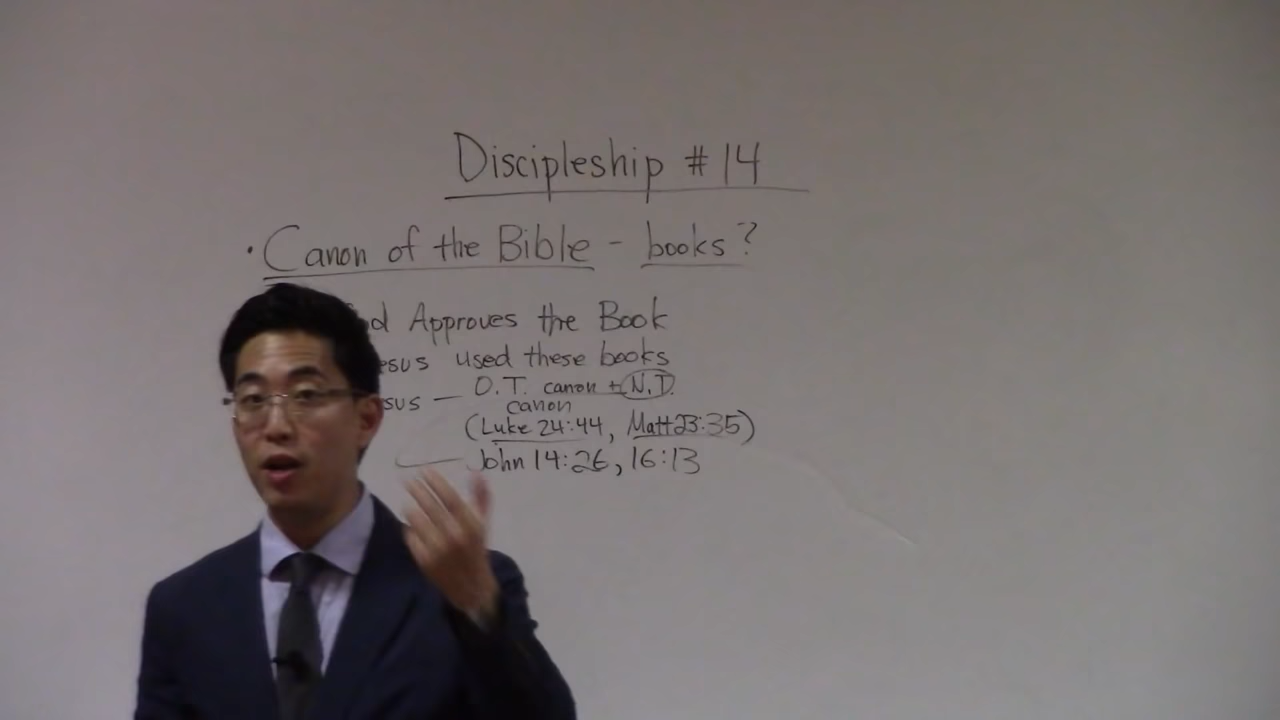 Discipleship #14
· Canon of the Bible - books?
Approves the Book
used these books
— O.T. canon + N.T.
canon
(Luke 24:44, Matt 23:35)
John 14:26, 16:13